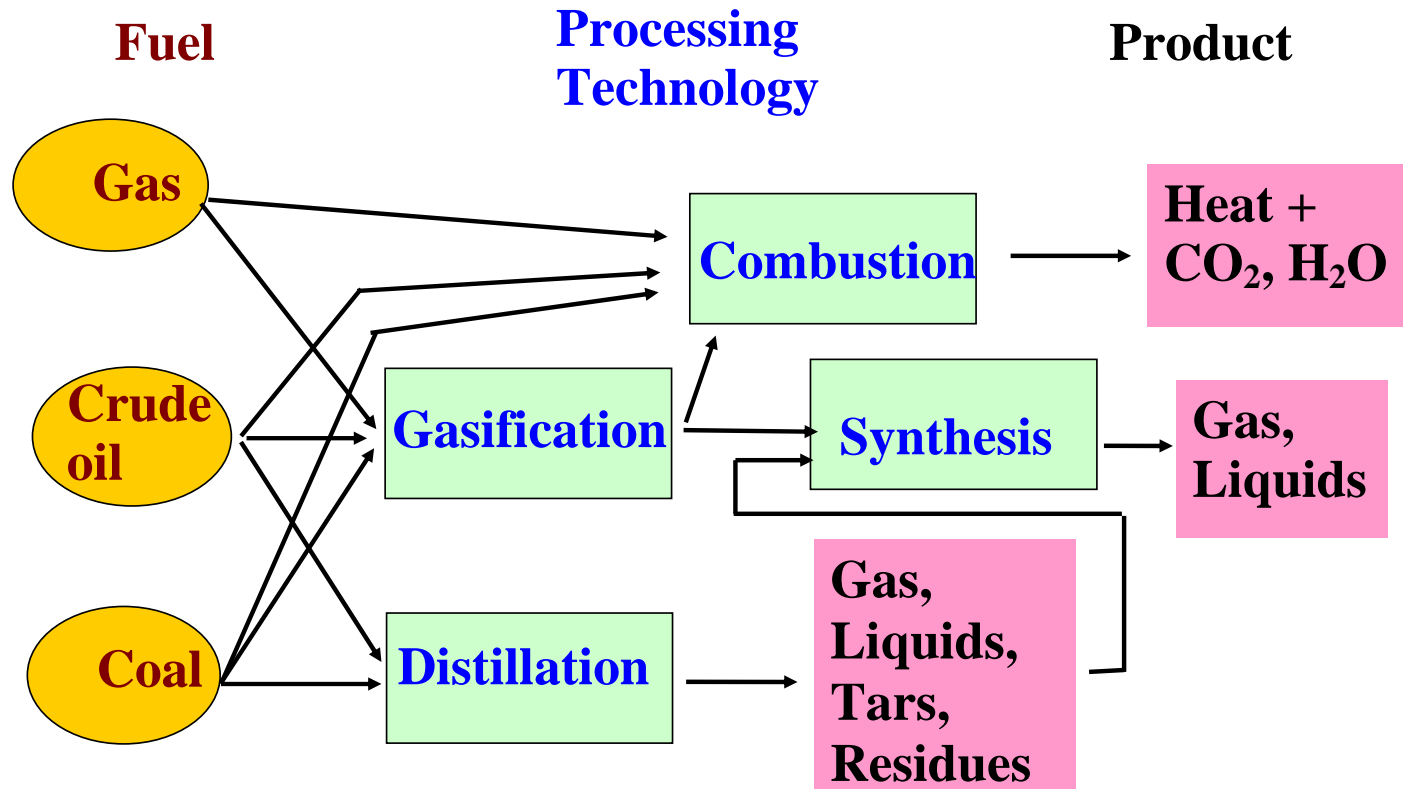 Fuel
Processing
Technology
Product
Gas
Crude
oil
Coal
Combustion
Gasification
Synthesis
Distillation
Heat +
CO₂, H₂O
Gas,
Liquids
Gas,
Liquids,
Tars,
Residues